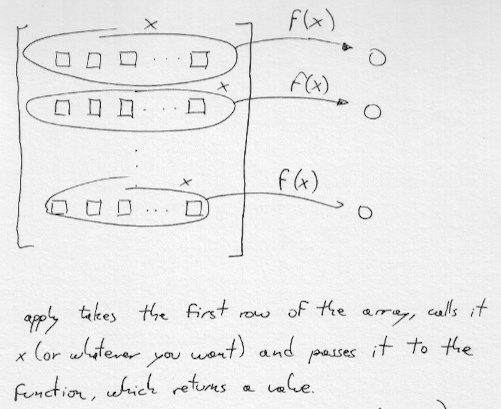 x
f(x)
x
f(x)
x
f(x)
apply takes the first row of the array, calls it
x (or whatever you want) and passes it to the
function, which returns a value.